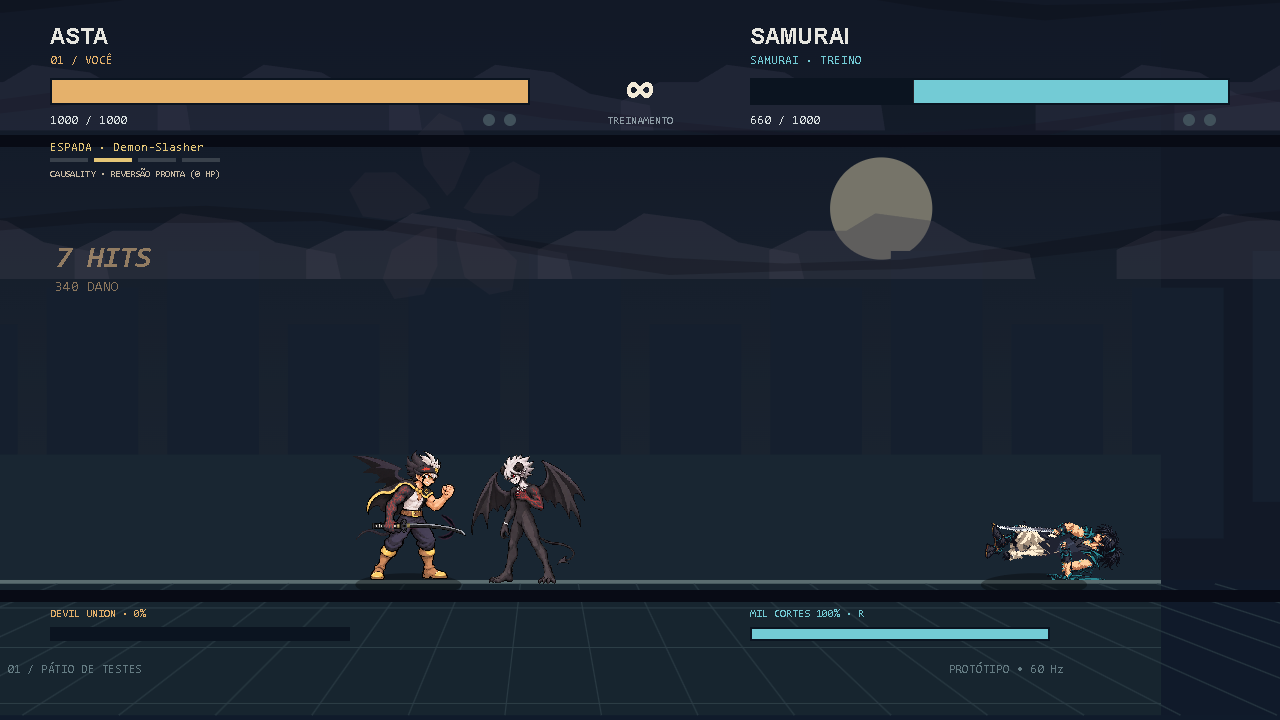 ASTA
01 / VOCÊ
1000 / 1000
∞
TREINAMENTO
SAMURAI
SAMURAI · TREINO
660 / 1000
ESPADA · Demon-Slasher
CAUSALITY · REVERSÃO PRONTA (0 HP)
7 HITS
340 DANO
DEVIL UNION · 0%
MIL CORTES 100% · R
01 / PÁTIO DE TESTES
PROTÓTIPO • 60 Hz